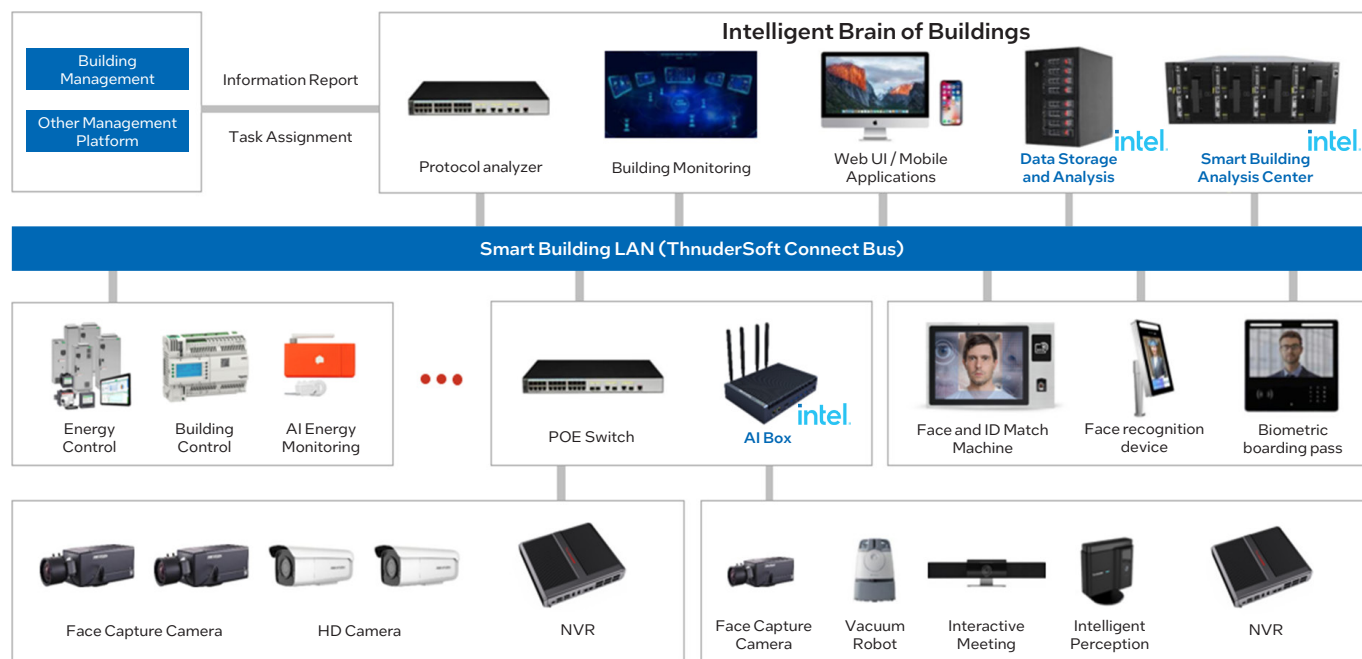 Intelligent Brain of Buildings
Building
Management
Other Management
Platform
Information Report
Task Assignment
Protocol analyzer
Building Monitoring
Web UI / Mobile
Applications
intel.
Data Storage
and Analysis
intel.
Smart Building
Analysis Center
Smart Building LAN (ThnuderSoft Connect Bus)
Energy
Control
Building
Control
AI Energy
Monitoring
POE Switch
intel.
AI Box
Face and ID Match
Machine
Face recognition
device
Biometric
boarding pass
Face Capture Camera
HD Camera
NVR
Face Capture
Camera
Vacuum
Robot
Interactive
Meeting
Intelligent
Perception
NVR